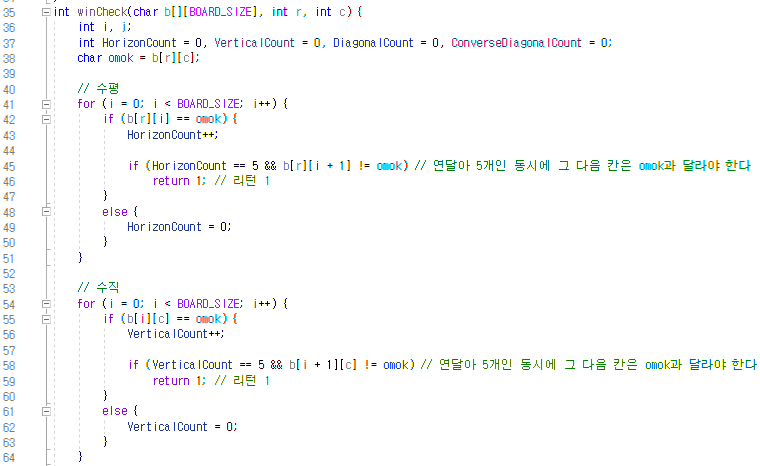 35 int winCheck(char b[][BOARD_SIZE], int r, int c) {
36 int i, j;
37 int HorizonCount = 0, VerticalCount = 0, DiagonalCount = 0, ConverseDiagonalCount = 0;
38 char omok = b[r][c];
39
40 // 수평
41 for (i = 0; i < BOARD_SIZE; i++) {
42 if (b[r][i] == omok) {
43 HorizonCount++;
44
45 if (HorizonCount == 5 && b[r][i + 1] != omok) // 연달아 5개인 동시에 그 다음 칸은 omok과 달라야 한다
46 return 1; // 리턴 1
47 }
48 else {
49 HorizonCount = 0;
50 }
51 }
52
53 // 수직
54 for (i = 0; i < BOARD_SIZE; i++) {
55 if (b[i][c] == omok) {
56 VerticalCount++;
57
58 if (VerticalCount == 5 && b[i + 1][c] != omok) // 연달아 5개인 동시에 그 다음 칸은 omok과 달라야 한다
59 return 1; // 리턴 1
60 }
61 else {
62 VerticalCount = 0;
63 }
64 }